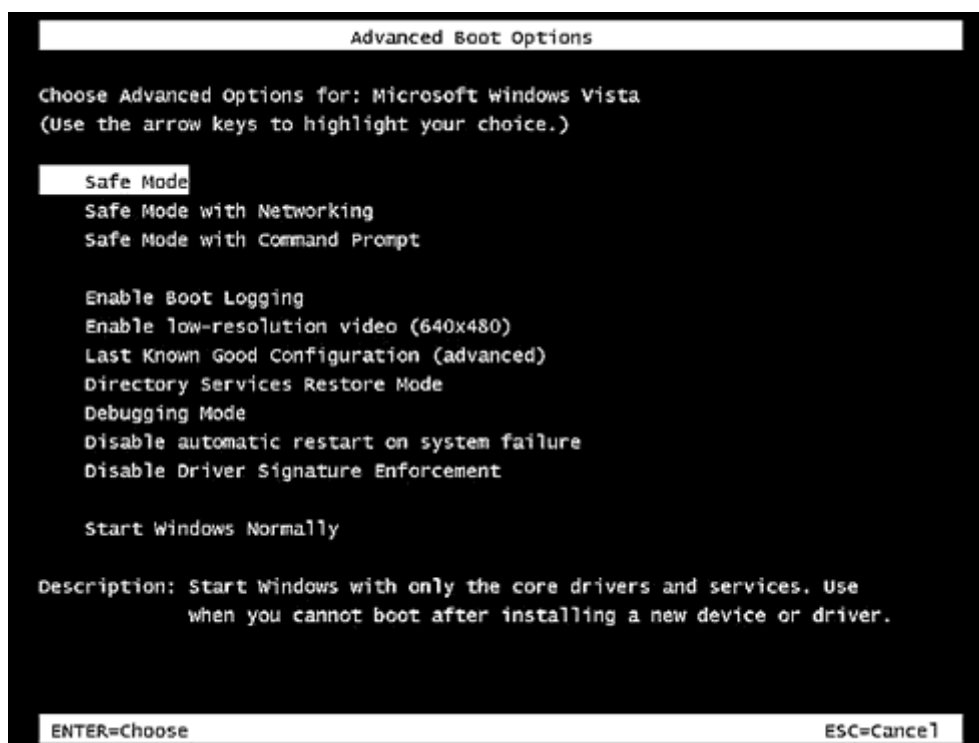 Advanced Boot Options
Choose Advanced Options for: Microsoft Windows Vista
(Use the arrow keys to highlight your choice.)
Safe Mode
Safe Mode with Networking
Safe Mode with Command Prompt
Enable Boot Logging
Enable low-resolution video (640x480)
Last Known Good Configuration (advanced)
Directory Services Restore Mode
Debugging Mode
Disable automatic restart on system failure
Disable Driver Signature Enforcement
Start Windows Normally
Description: Start Windows with only the core drivers and services. Use
when you cannot boot after installing a new device or driver.
ENTER=Choose ESC=Cancel